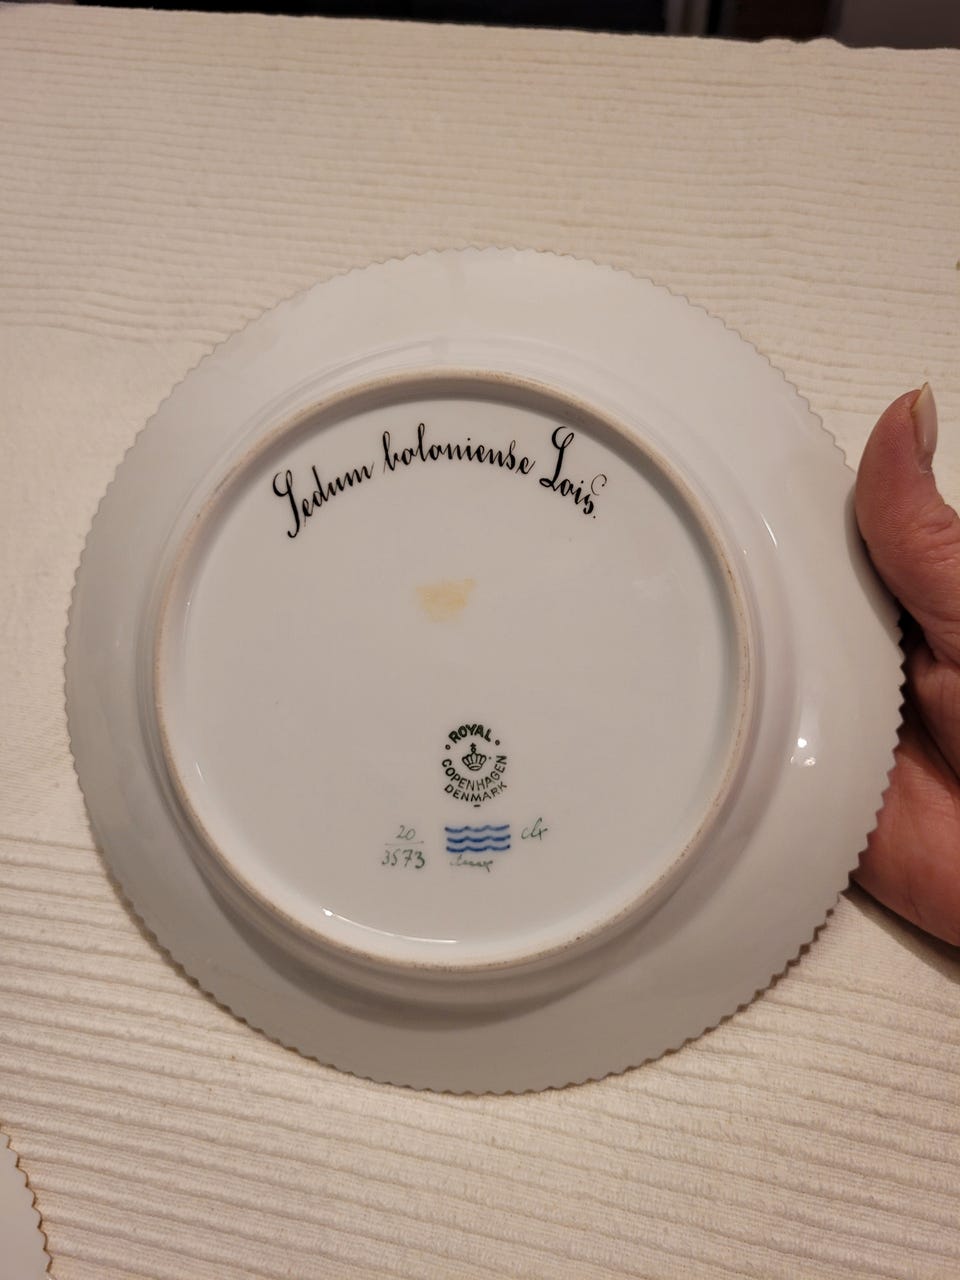 Sedum boloniense Lois.
ROYAL
COPENHAGEN
DENMARK
20
3573